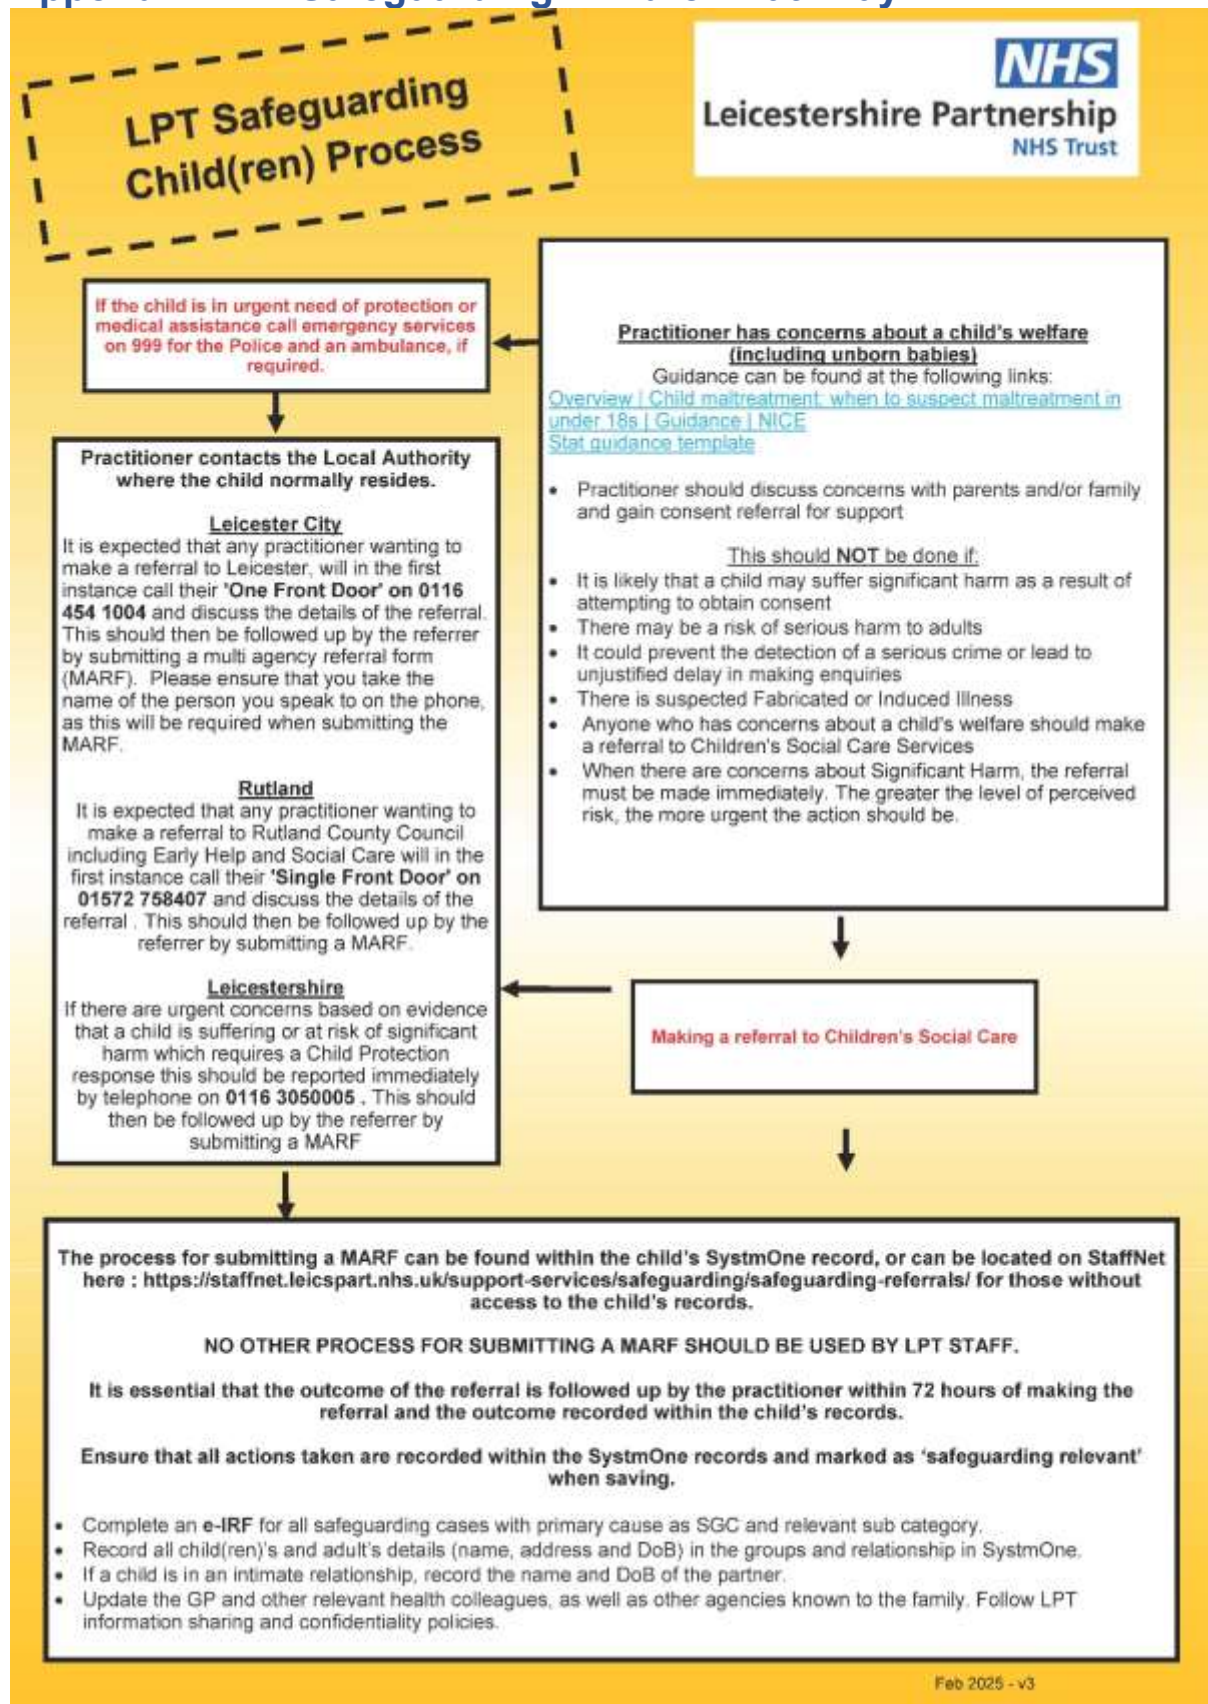 LPT Safeguarding
Child(ren) Process
NHS
Leicestershire Partnership
NHS Trust
If the child is in urgent need of protection or
medical assistance call emergency services
on 999 for the Police and an ambulance, if
required.
Practitioner has concerns about a child's welfare
(including unborn babies)
Guidance can be found at the following links:
Overview | Child maltreatment: when to suspect maltreatment in
under 18s | Guidance | NICE
Stat guidance template
• Practitioner should discuss concerns with parents and/or family
and gain consent referral for support
This should NOT be done if:
• It is likely that a child may suffer significant harm as a result of
attempting to obtain consent
• There may be a risk of serious harm to adults
• It could prevent the detection of a serious crime or lead to
unjustified delay in making enquiries
• There is suspected Fabricated or Induced Illness
• Anyone who has concerns about a child's welfare should make
a referral to Children's Social Care Services
• When there are concerns about Significant Harm, the referral
must be made immediately. The greater the level of perceived
risk, the more urgent the action should be.
Practitioner contacts the Local Authority
where the child normally resides.
Leicester City
It is expected that any practitioner wanting to
make a referral to Leicester, will in the first
instance call their 'One Front Door' on 0116
454 1004 and discuss the details of the referral.
This should then be followed up by the referrer
by submitting a multi agency referral form
(MARF). Please ensure that you take the
name of the person you speak to on the phone,
as this will be required when submitting the
MARF.
Rutland
It is expected that any practitioner wanting to
make a referral to Rutland County Council
including Early Help and Social Care will in the
first instance call their 'Single Front Door' on
01572 758407 and discuss the details of the
referral . This should then be followed up by the
referrer by submitting a MARF.
Leicestershire
If there are urgent concerns based on evidence
that a child is suffering or at risk of significant
harm which requires a Child Protection
response this should be reported immediately
by telephone on 0116 3050005 . This should
then be followed up by the referrer by
submitting a MARF
Making a referral to Children's Social Care
The process for submitting a MARF can be found within the child's SystmOne record, or can be located on StaffNet
here : https://staffnet.leicspart.nhs.uk/support-services/safeguarding/safeguarding-referrals/ for those without
access to the child's records.
NO OTHER PROCESS FOR SUBMITTING A MARF SHOULD BE USED BY LPT STAFF.
It is essential that the outcome of the referral is followed up by the practitioner within 72 hours of making the
referral and the outcome recorded within the child's records.
Ensure that all actions taken are recorded within the SystmOne records and marked as 'safeguarding relevant'
when saving.
• Complete an e-IRF for all safeguarding cases with primary cause as SGC and relevant sub category.
• Record all child(ren)'s and adult's details (name, address and DoB) in the groups and relationship in SystmOne.
• If a child is in an intimate relationship, record the name and DoB of the partner.
• Update the GP and other relevant health colleagues, as well as other agencies known to the family. Follow LPT
information sharing and confidentiality policies.
Feb 2025 - v3